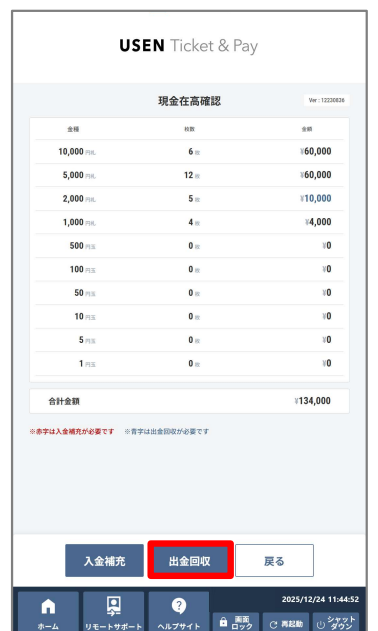 USEN Ticket & Pay
現金在高確認 Ver : 12230836
金種 枚数 金額
10,000 円札 6 枚 ¥60,000
5,000 円札 12 枚 ¥60,000
2,000 円札 5 枚 ¥10,000
1,000 円札 4 枚 ¥4,000
500 円玉 0 枚 ¥0
100 円玉 0 枚 ¥0
50 円玉 0 枚 ¥0
10 円玉 0 枚 ¥0
5 円玉 0 枚 ¥0
1 円玉 0 枚 ¥0
合計金額 ¥134,000
※赤字は入金補充が必要です ※青字は出金回収が必要です
入金補充 出金回収 戻る
2025/12/24 11:44:52
ホーム リモートサポート ヘルプサイト 画面ロック 再起動 シャットダウン